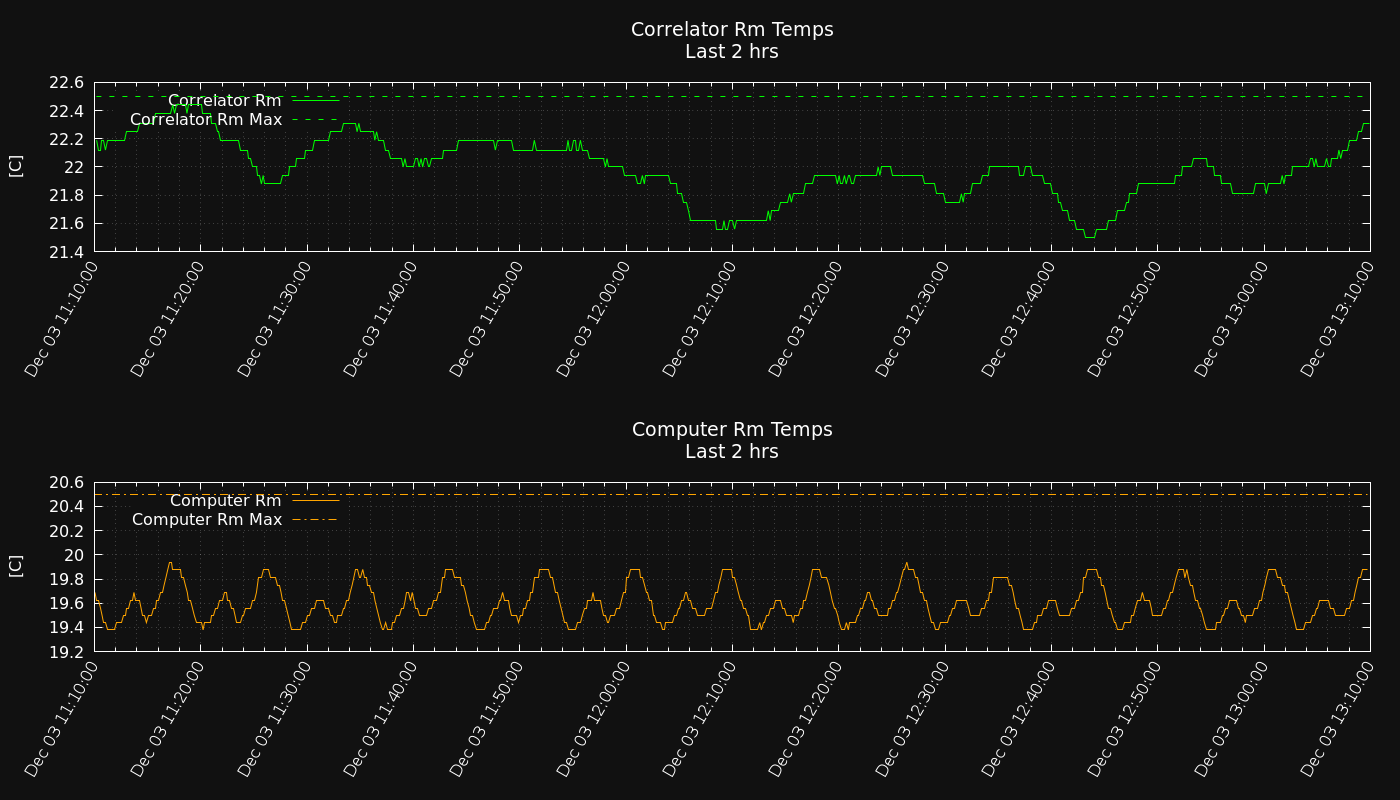 Correlator Rm Temps
Last 2 hrs
22.6
22.4
22.2
22
21.8
21.6
21.4
[C]
Correlator Rm
Correlator Rm Max
Dec 03 11:10:00
Dec 03 11:20:00
Dec 03 11:30:00
Dec 03 11:40:00
Dec 03 11:50:00
Dec 03 12:00:00
Dec 03 12:10:00
Dec 03 12:20:00
Dec 03 12:30:00
Dec 03 12:40:00
Dec 03 12:50:00
Dec 03 13:00:00
Dec 03 13:10:00
Computer Rm Temps
Last 2 hrs
20.6
20.4
20.2
20
19.8
19.6
19.4
19.2
[C]
Computer Rm
Computer Rm Max
Dec 03 11:10:00
Dec 03 11:20:00
Dec 03 11:30:00
Dec 03 11:40:00
Dec 03 11:50:00
Dec 03 12:00:00
Dec 03 12:10:00
Dec 03 12:20:00
Dec 03 12:30:00
Dec 03 12:40:00
Dec 03 12:50:00
Dec 03 13:00:00
Dec 03 13:10:00